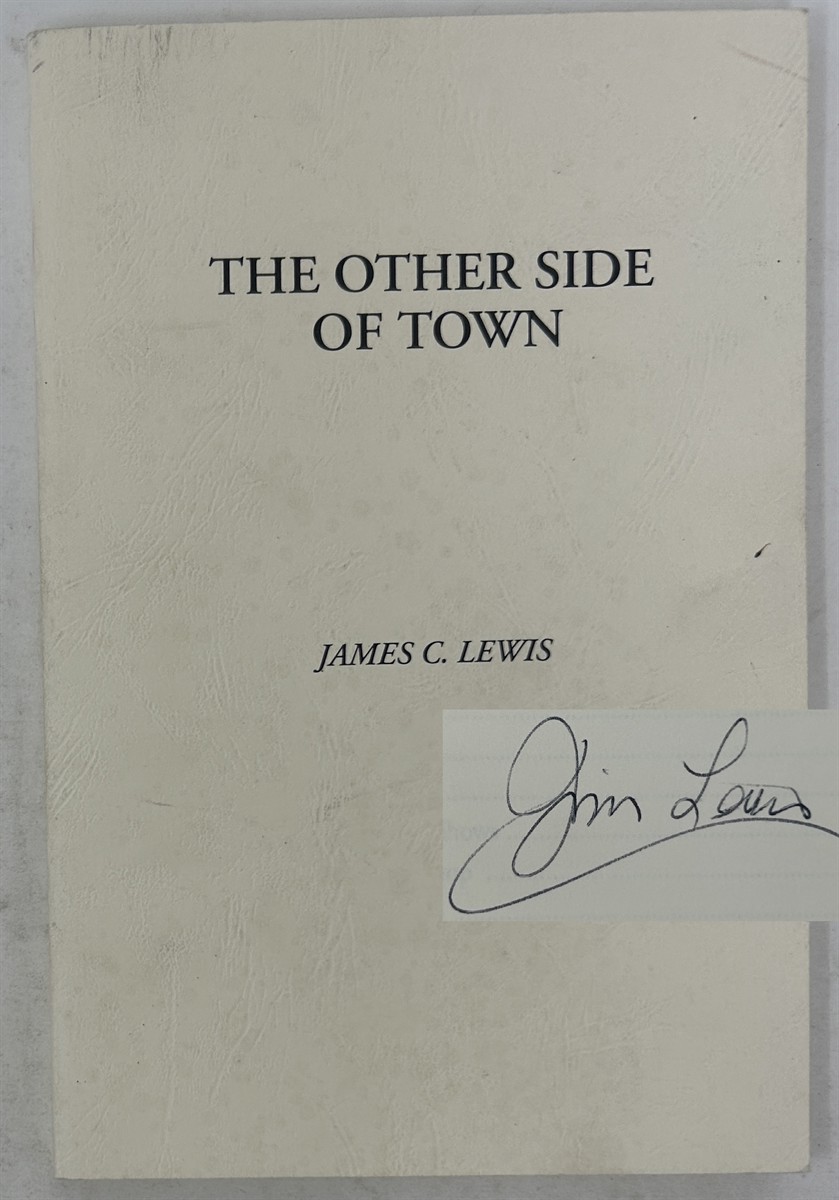 THE OTHER SIDE
OF TOWN
JAMES C. LEWIS
Jim Lewis